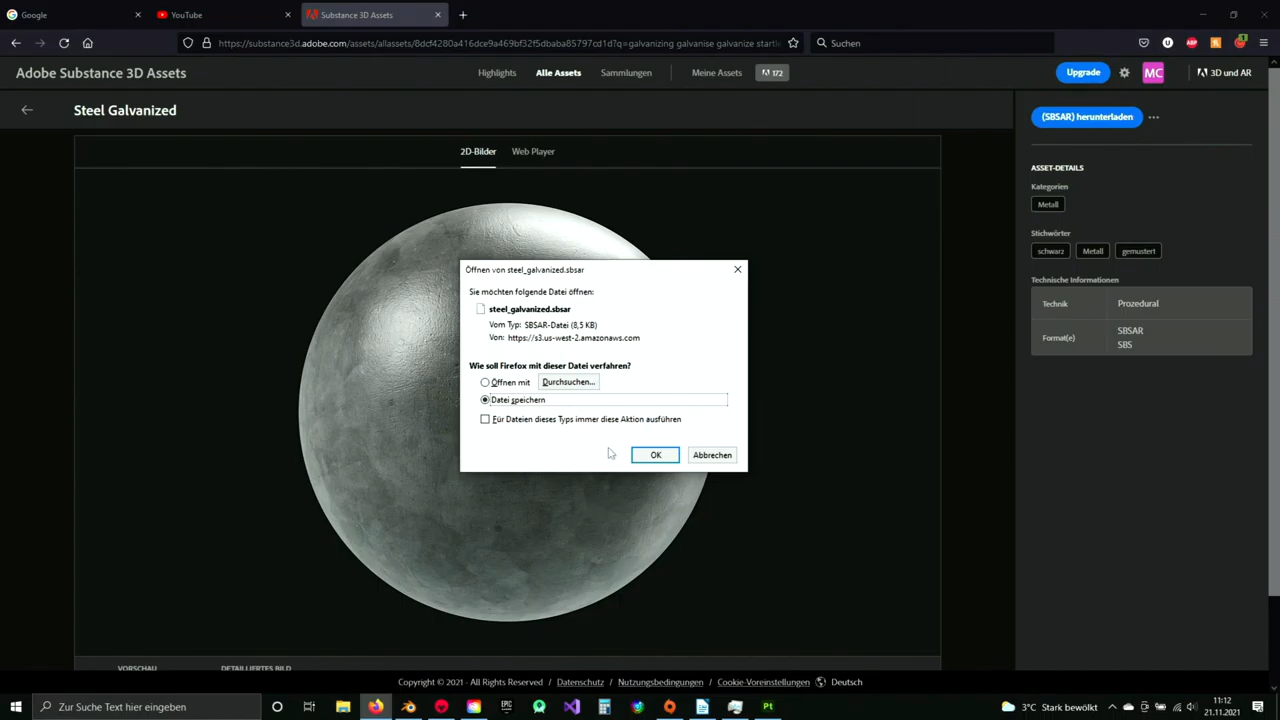 Google
YouTube
Substance 3D Assets
https://substance3d.adobe.com/assets/allassets/8dcf4280a416dce9a469bf32f5dbaba85797cd1d?q=galvanizing galvanise galvanize startle
Suchen
Adobe Substance 3D Assets
Highlights
Alle Assets
Sammlungen
Meine Assets
172
Upgrade
MC
3D und AR
Steel Galvanized
(SBSAR) herunterladen
2D-Bilder
Web Player
ASSET-DETAILS
Kategorien
Metall
Stichwörter
schwarz
Metall
gemustert
Technische Informationen
Technik
Prozedural
Format(e)
SBSAR
SBS
Öffnen von steel_galvanized.sbsar
Sie möchten folgende Datei öffnen:
steel_galvanized.sbsar
Vom Typ: SBSAR-Datei (8,5 KB)
Von: https://s3.us-west-2.amazonaws.com
Wie soll Firefox mit dieser Datei verfahren?
Öffnen mit
Durchsuchen...
Datei speichern
Für Dateien dieses Typs immer diese Aktion ausführen
OK
Abbrechen
VORSCHAU
DETAILLIERTES BILD
Copyright © 2021 - All Rights Reserved / Datenschutz / Nutzungsbedingungen / Cookie-Voreinstellungen
Deutsch
Zur Suche Text hier eingeben
EPIC
Pt
3°C Stark bewölkt
11:12
21.11.2021